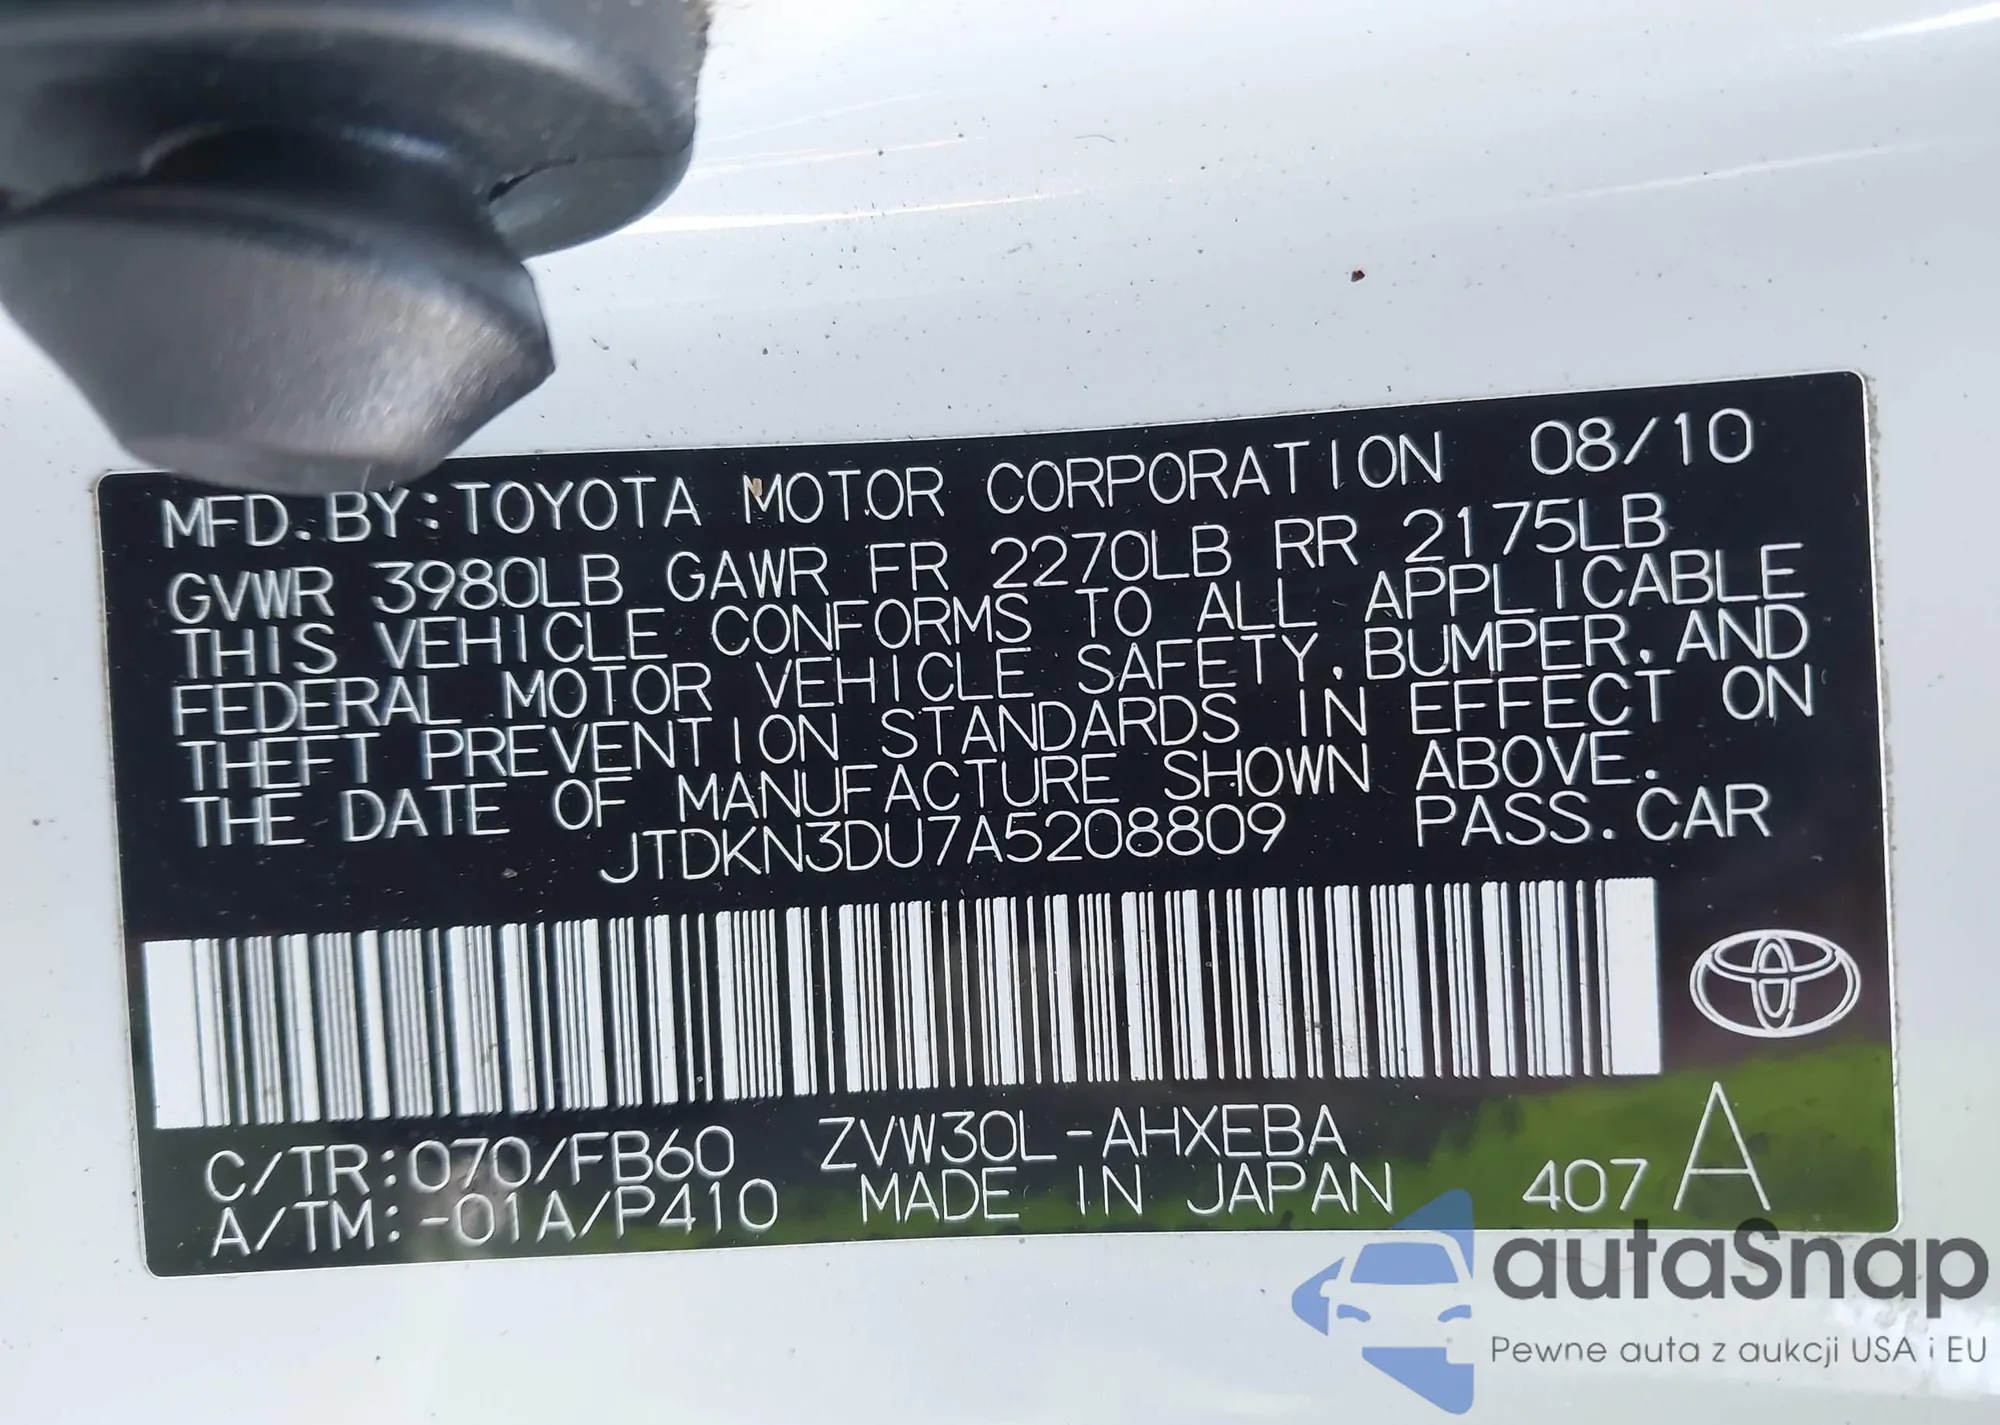 MFD. BY: TOYOTA MOTOR CORPORATION 08/10
GVWR 3980LB GAWR FR 2270LB RR 2175LB
THIS VEHICLE CONFORMS TO ALL APPLICABLE
FEDERAL MOTOR VEHICLE SAFETY, BUMPER, AND
THEFT PREVENTION STANDARDS IN EFFECT ON
THE DATE OF MANUFACTURE SHOWN ABOVE.
JTDKN3DU7A5208809 PASS. CAR
C/TR:070/FB60 ZVW30L-AHXEBA
A/TM:-01A/P410 MADE IN JAPAN 407 A
autaSnap
Pewne auta z aukcji USA i EU